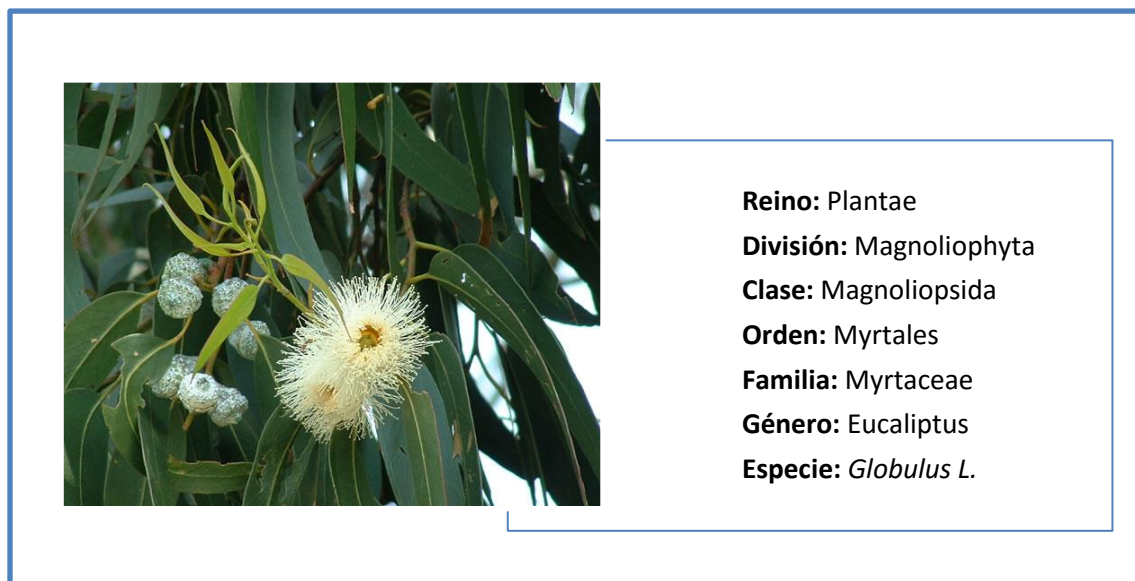 Reino: Plantae
División: Magnoliophyta
Clase: Magnoliopsida
Orden: Myrtales
Familia: Myrtaceae
Género: Eucaliptus
Especie: Globulus L.